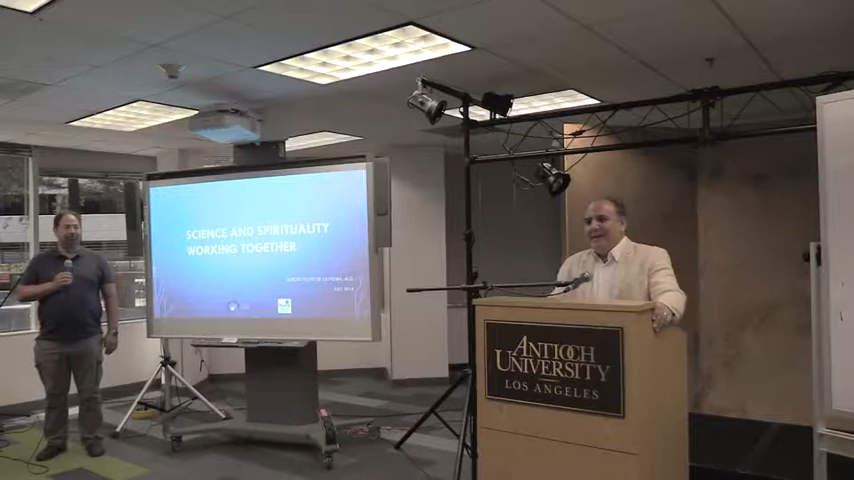 SCIENCE AND SPIRITUALITY
WORKING TOGETHER
ANTIOCH
UNIVERSITY
LOS ANGELES